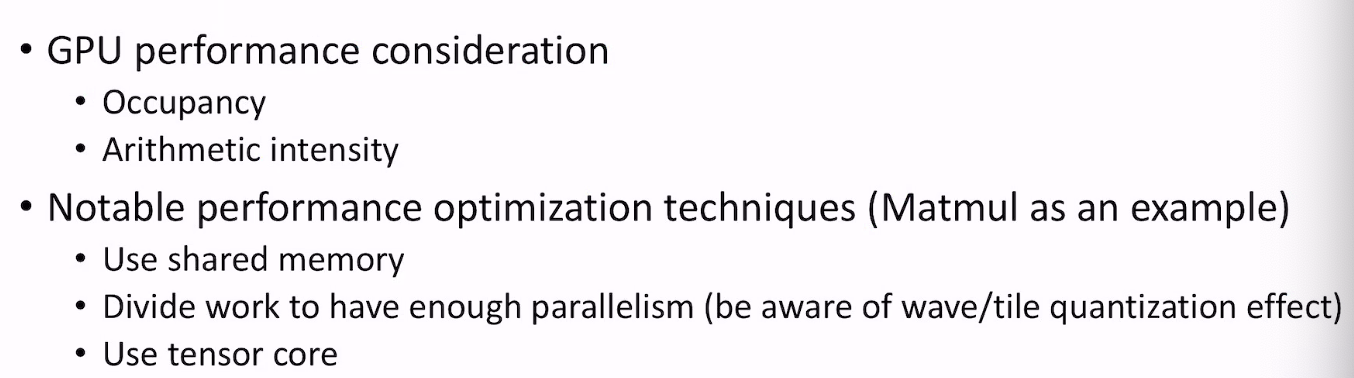 • GPU performance consideration
• Occupancy
• Arithmetic intensity
• Notable performance optimization techniques (Matmul as an example)
• Use shared memory
• Divide work to have enough parallelism (be aware of wave/tile quantization effect)
• Use tensor core